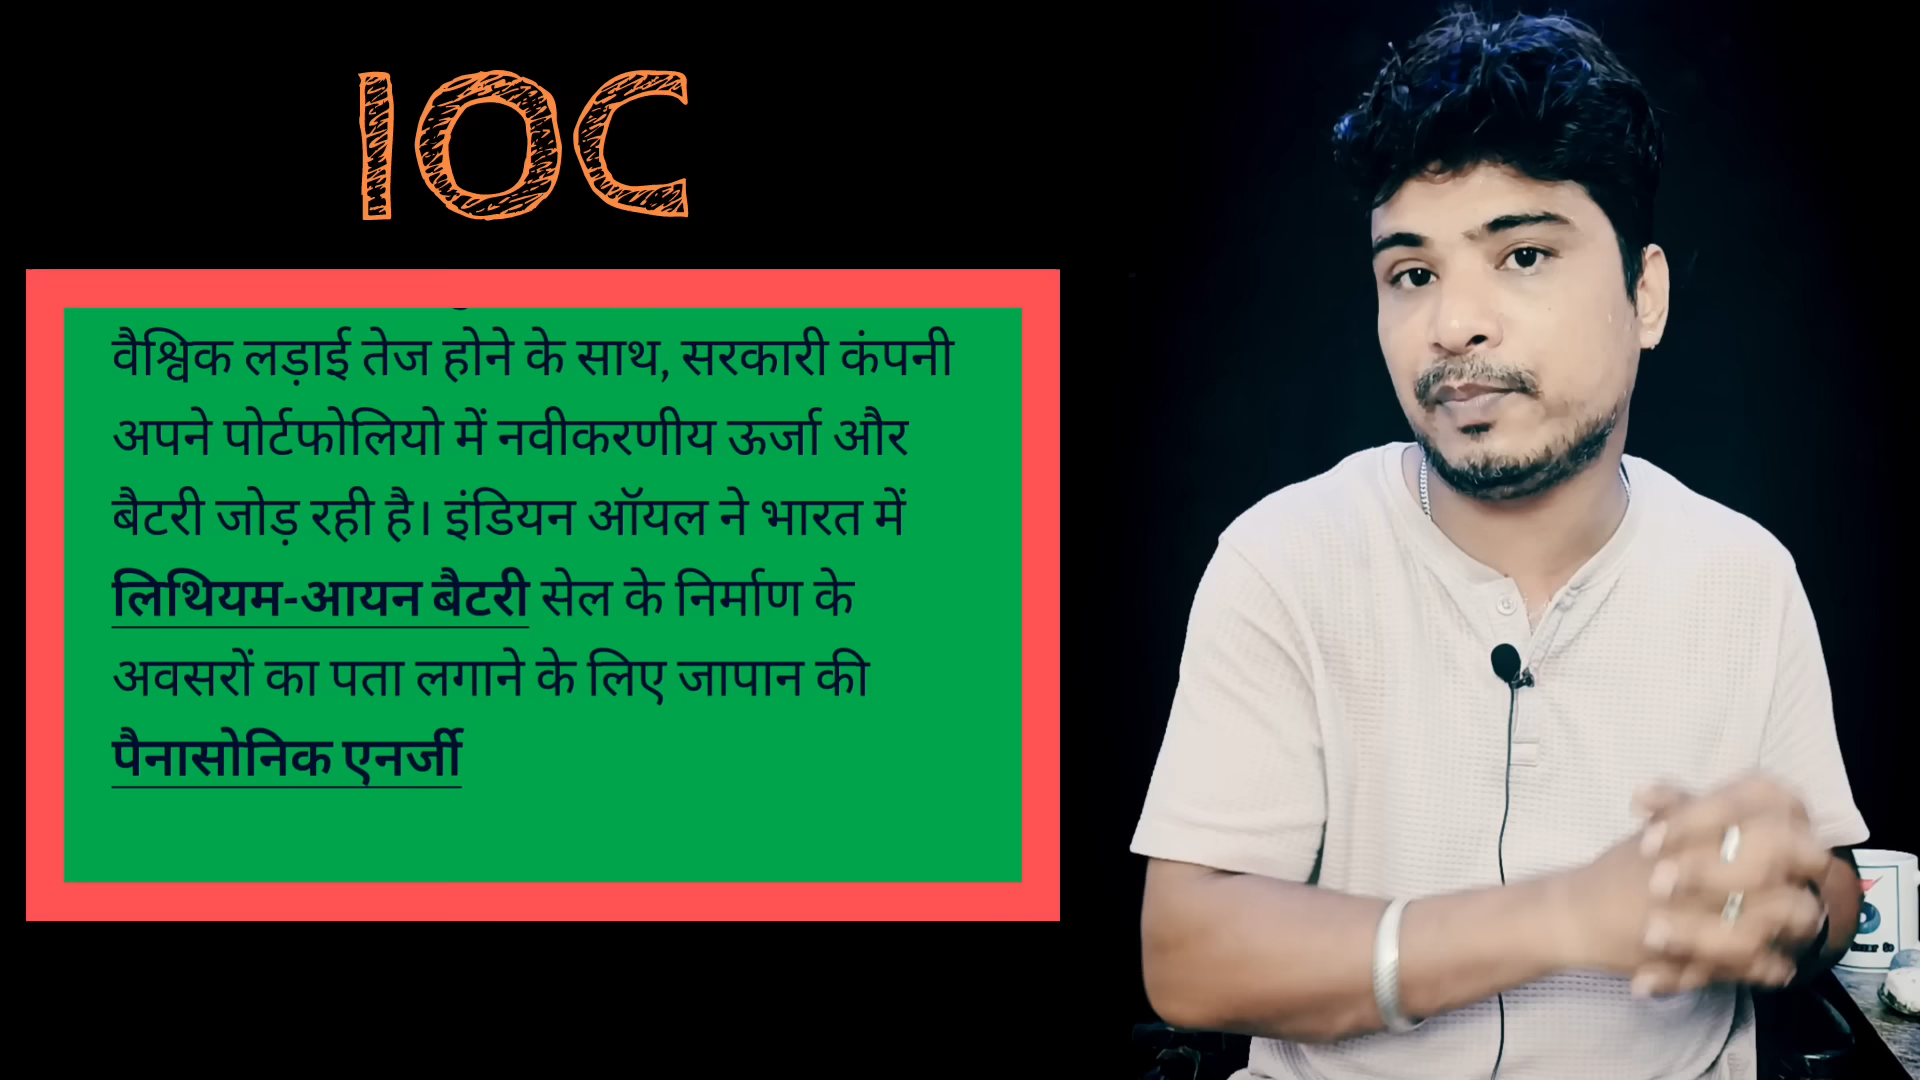 IOC
वैश्विक लड़ाई तेज होने के साथ, सरकारी कंपनी
अपने पोर्टफोलियो में नवीकरणीय ऊर्जा और
बैटरी जोड़ रही है। इंडियन ऑयल ने भारत में
लिथियम-आयन बैटरी सेल के निर्माण के
अवसरों का पता लगाने के लिए जापान की
पैनासोनिक एनर्जी